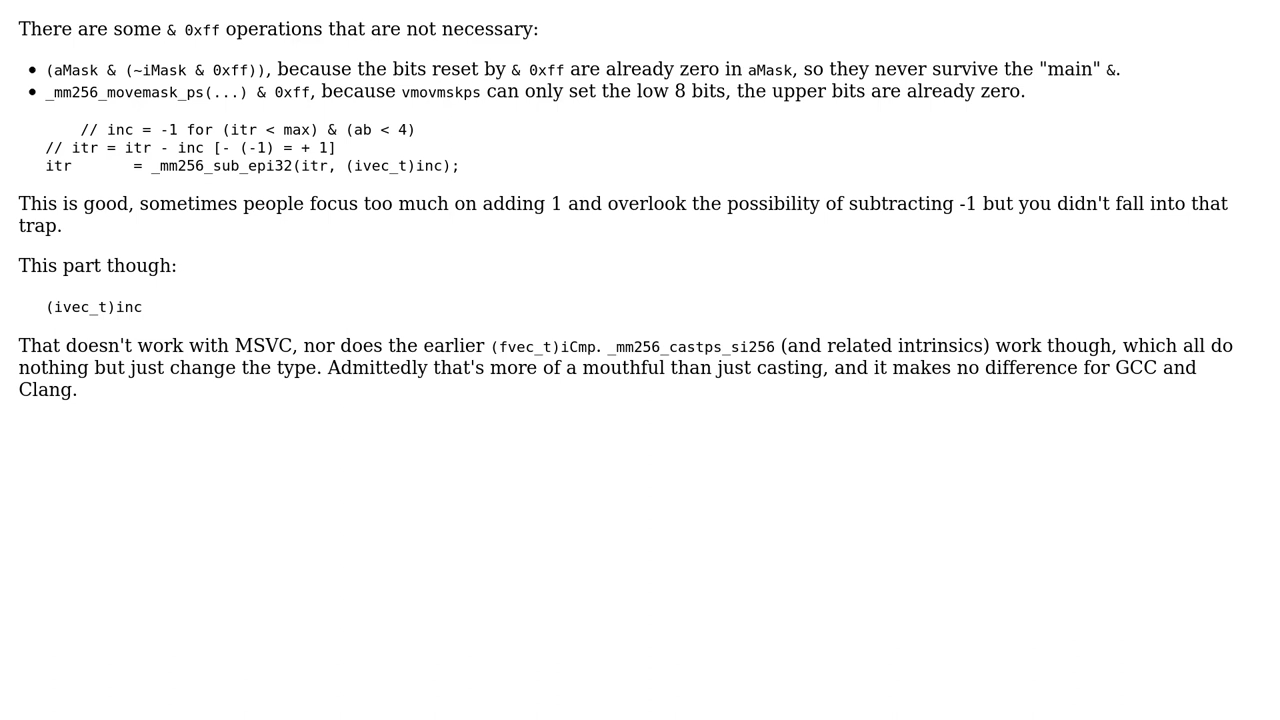 There are some & 0xff operations that are not necessary:
• (aMask & (~iMask & 0xff)), because the bits reset by & 0xff are already zero in aMask, so they never survive the "main" &.
• _mm256_movemask_ps(...) & 0xff, because vmovmskps can only set the low 8 bits, the upper bits are already zero.
// inc = -1 for (itr < max) & (ab < 4)
// itr = itr - inc [- (-1) = + 1]
itr       = _mm256_sub_epi32(itr, (ivec_t)inc);
This is good, sometimes people focus too much on adding 1 and overlook the possibility of subtracting -1 but you didn't fall into that
trap.
This part though:
(ivec_t)inc
That doesn't work with MSVC, nor does the earlier (fvec_t)iCmp. _mm256_castps_si256 (and related intrinsics) work though, which all do
nothing but just change the type. Admittedly that's more of a mouthful than just casting, and it makes no difference for GCC and
Clang.